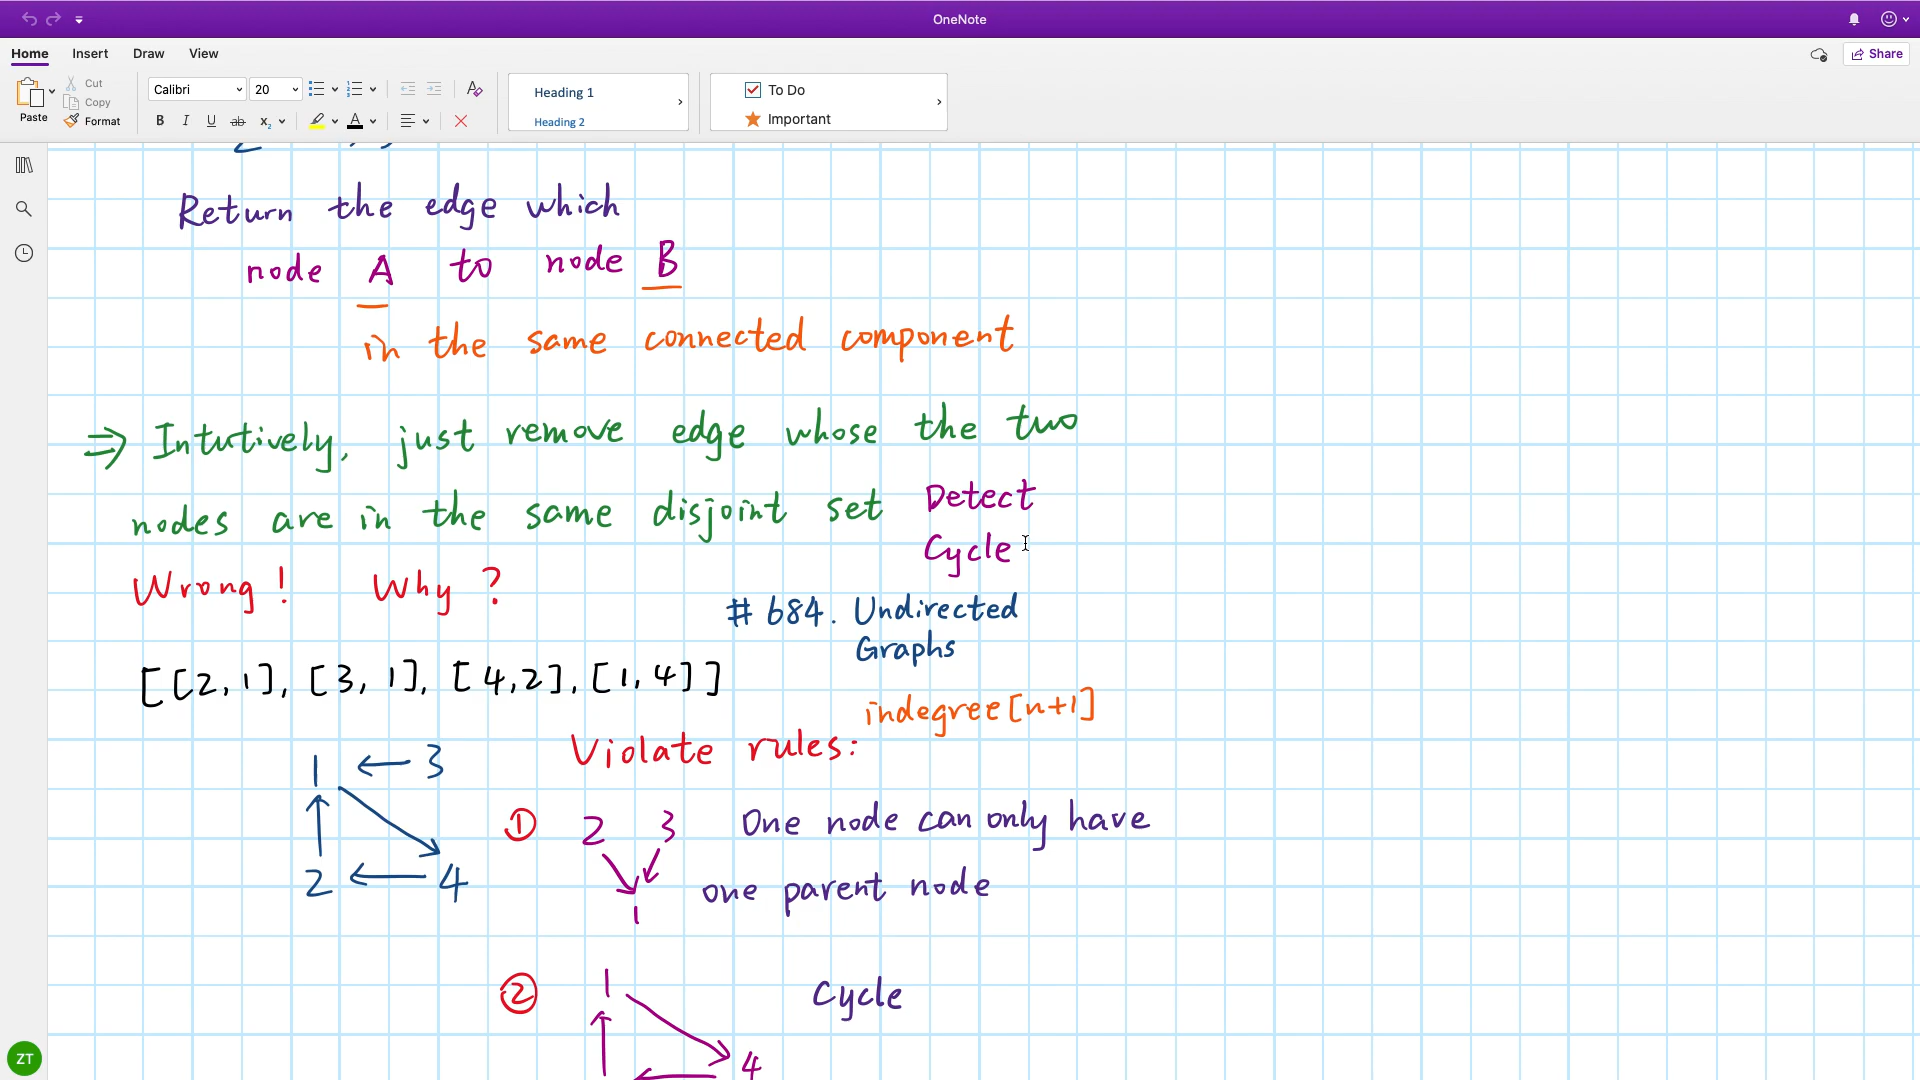 OneNote
Home Insert Draw View
Share
Paste
Cut
Copy
Format
Calibri 20
B I U ab x₂ A
Heading 1
Heading 2
To Do
Important
Return the edge which
node A to node B
in the same connected component
⇒ Intutively, just remove edge whose the two
nodes are in the same disjoint set
Detect
Cycle
Wrong! Why?
# 684. Undirected
Graphs
[[2,1], [3,1], [4,2], [1,4]]
indegree[n+1]
Violate rules:
1 ← 3
2 ← 4
① 2 3 One node can only have
1 one parent node
② 1 Cycle
4
ZT